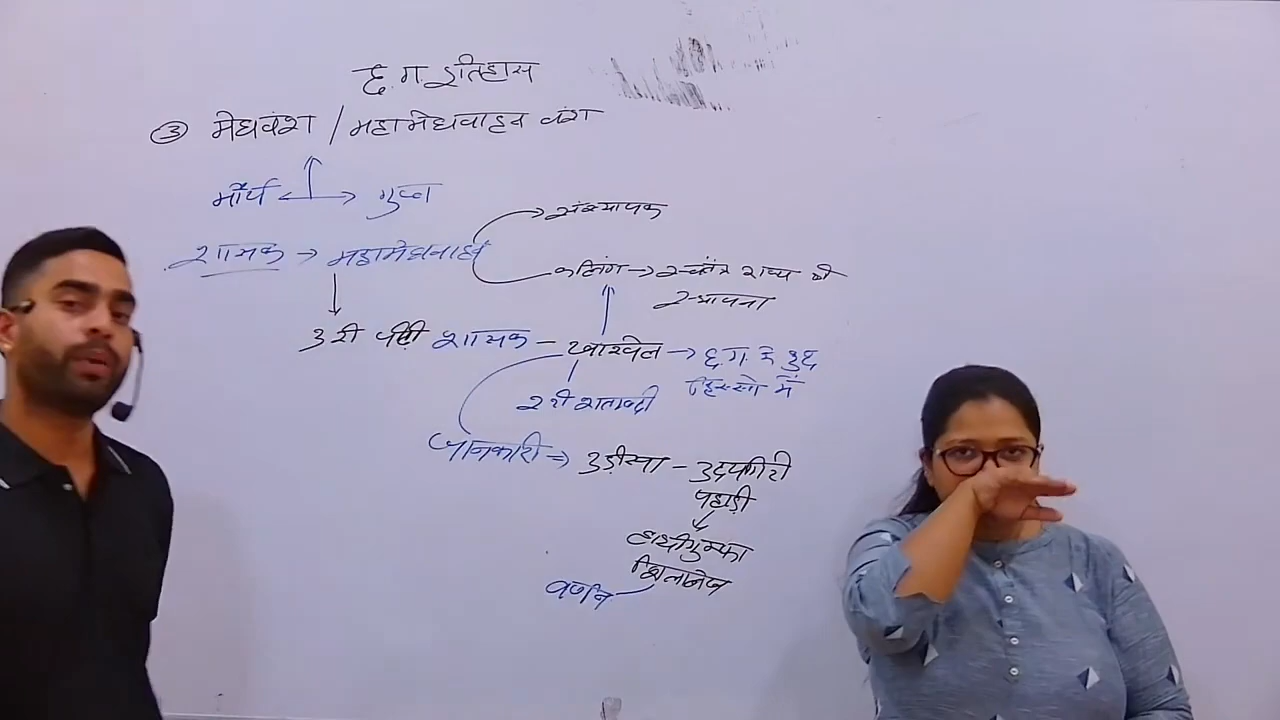 छ.ग. इतिहास
③ मेघवंश / महामेघवाहन वंश
मौर्य ← → गुप्त
शासक → महामेघवाहन → संस्थापक
कलिंग → स्वतंत्र राज्य की
स्थापना
3री पीढ़ी शासक - खारवेल → छ.ग. के कुछ
हिस्सो में
2री शताब्दी
जानकारी ⇒ उड़ीसा - उदयगिरी
पहाड़ी
हाथीगुम्फा
शिलालेख
वर्णन